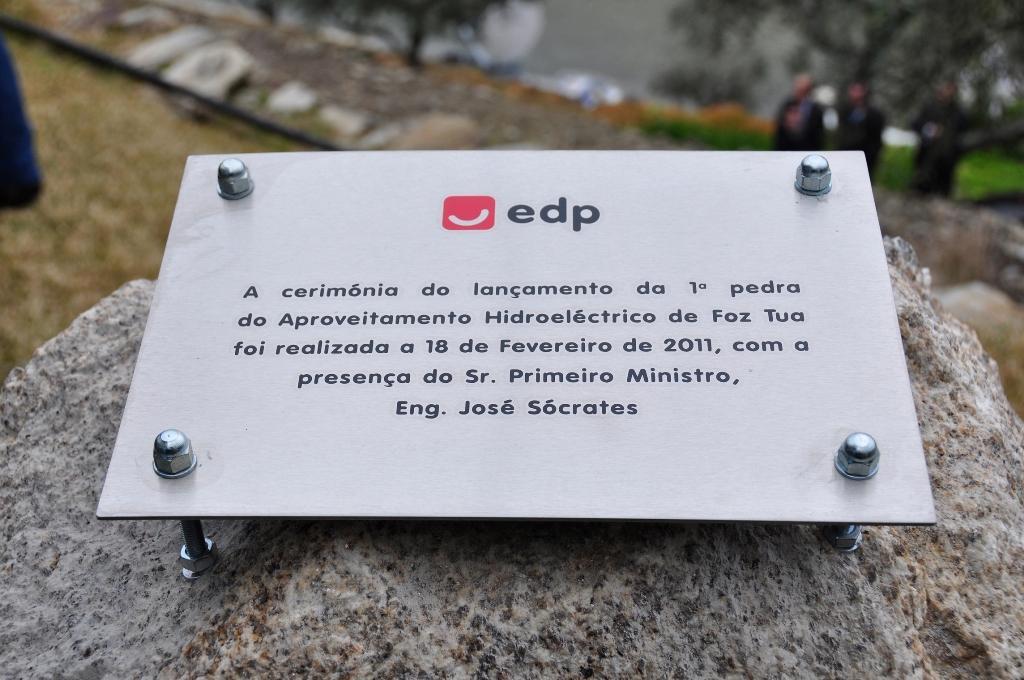 edp
A cerimónia do lançamento da 1ª pedra
do Aproveitamento Hidroeléctrico de Foz Tua
foi realizada a 18 de Fevereiro de 2011, com a
presença do Sr. Primeiro Ministro,
Eng. José Sócrates